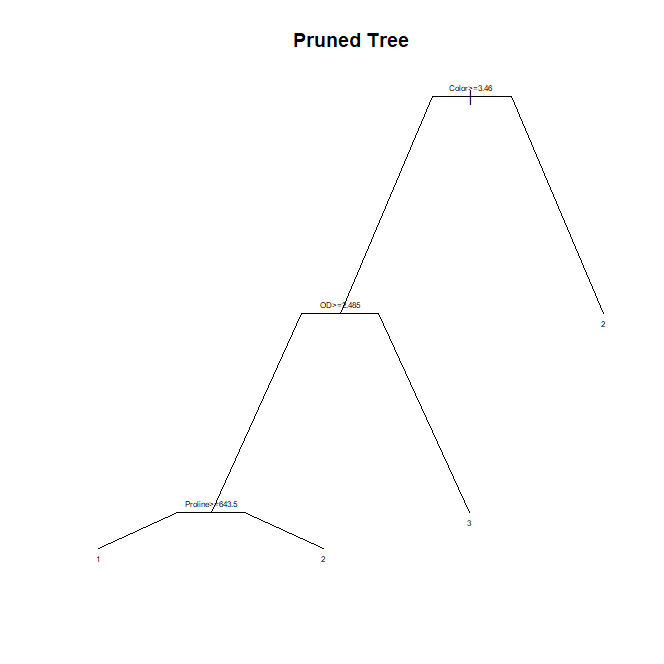 Pruned Tree
Color>=3.46
OD>=2.485
2
Proline>=643.5
3
1
2